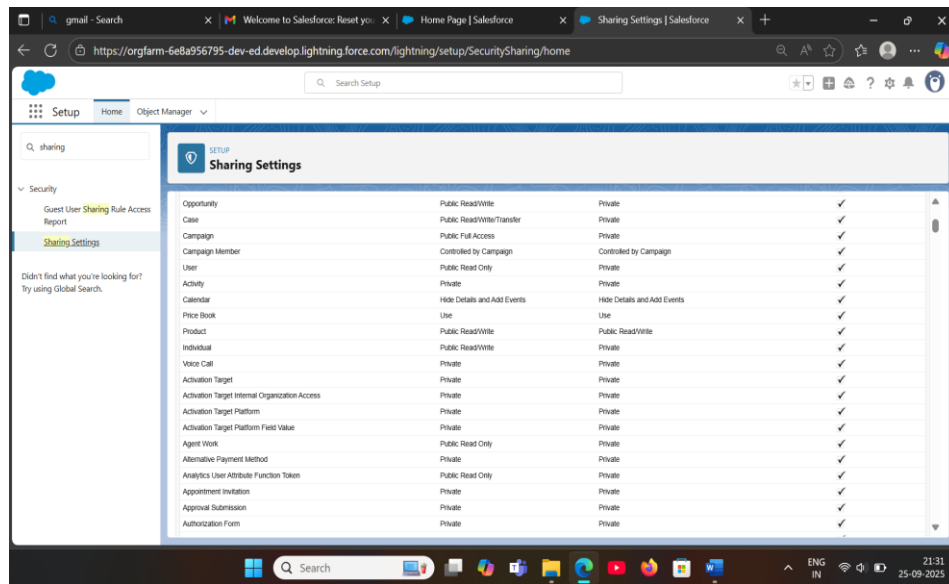 gmail - Search
Welcome to Salesforce: Reset you
Home Page | Salesforce
Sharing Settings | Salesforce
https://orgfarm-6e8a956795-dev-ed.develop.lightning.force.com/lightning/setup/SecuritySharing/home
Search Setup
Setup Home Object Manager
sharing
Security
Guest User Sharing Rule Access
Report
Sharing Settings
Didn't find what you're looking for?
Try using Global Search.
SETUP
Sharing Settings
Opportunity Public Read/Write Private
Case Public Read/Write/Transfer Private
Campaign Public Full Access Private
Campaign Member Controlled by Campaign Controlled by Campaign
User Public Read Only Private
Activity Private Private
Calendar Hide Details and Add Events Hide Details and Add Events
Price Book Use Use
Product Public Read/Write Public Read/Write
Individual Public Read/Write Private
Voice Call Private Private
Activation Target Private Private
Activation Target Internal Organization Access Private Private
Activation Target Platform Private Private
Activation Target Platform Field Value Private Private
Agent Work Public Read Only Private
Alternative Payment Method Private Private
Analytics User Attribute Function Token Public Read Only Private
Appointment Invitation Private Private
Approval Submission Private Private
Authorization Form Private Private
Search
ENG
IN
21:31
25-09-2025